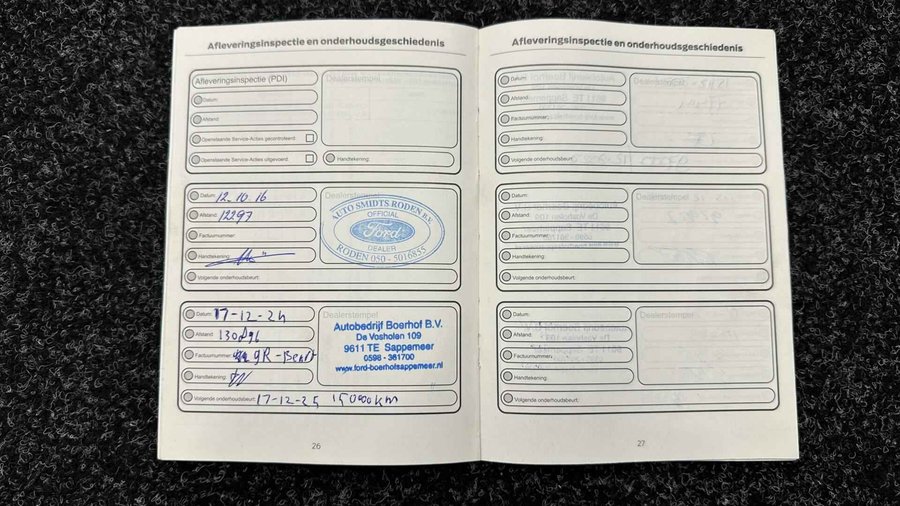 Afleveringsinspectie en onderhoudsgeschiedenis
Afleveringsinspectie (PDI)
Dealerstempel
Datum:
Afstand:
Openstaande Service-Acties gecontroleerd:
Openstaande Service-Acties uitgevoerd:
Handtekening:
Datum: 12.10.16
Dealerstempel
Afstand: 12297
Factuurnummer:
Handtekening:
Volgende onderhoudsbeurt:
AUTO SMIDTS RODEN B.V.
OFFICIAL
Ford
DEALER
RODEN 050 - 5016855
Datum: 17-12-24
Dealerstempel
Afstand:
Factuurnummer: GR-Beurt
Handtekening:
Volgende onderhoudsbeurt: 17-12-25 150000km
Autobedrijf Boerhof B.V.
De Vosholen 109
9611 TE Sappemeer
0598 - 381700
www.ford-boerhofsappemeer.nl
26
Afleveringsinspectie en onderhoudsgeschiedenis
Datum:
Dealerstempel
Afstand:
Factuurnummer:
Handtekening:
Volgende onderhoudsbeurt:
Datum:
Dealerstempel
Afstand:
Factuurnummer:
Handtekening:
Volgende onderhoudsbeurt:
Datum:
Dealerstempel
Afstand:
Factuurnummer:
Handtekening:
Volgende onderhoudsbeurt:
27